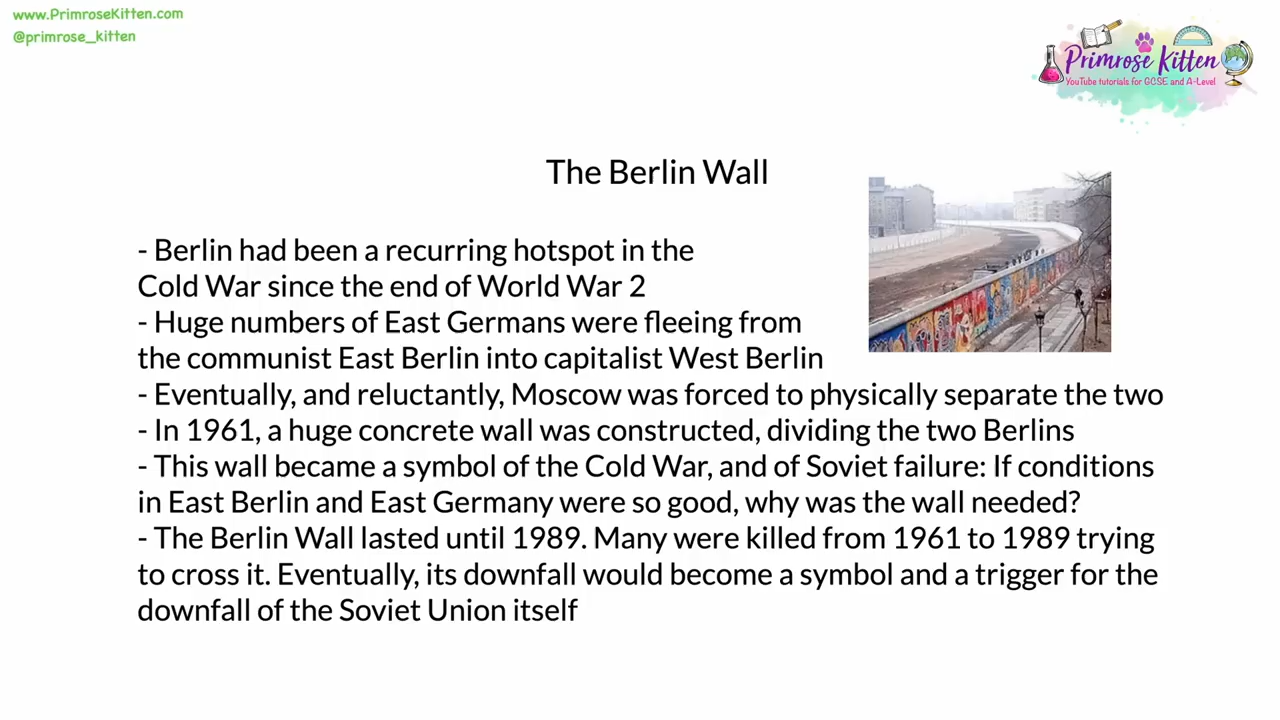 www.PrimroseKitten.com
@primrose_kitten
Primrose Kitten
YouTube tutorials for GCSE and A-Level
The Berlin Wall
- Berlin had been a recurring hotspot in the
Cold War since the end of World War 2
- Huge numbers of East Germans were fleeing from
the communist East Berlin into capitalist West Berlin
- Eventually, and reluctantly, Moscow was forced to physically separate the two
- In 1961, a huge concrete wall was constructed, dividing the two Berlins
- This wall became a symbol of the Cold War, and of Soviet failure: If conditions
in East Berlin and East Germany were so good, why was the wall needed?
- The Berlin Wall lasted until 1989. Many were killed from 1961 to 1989 trying
to cross it. Eventually, its downfall would become a symbol and a trigger for the
downfall of the Soviet Union itself